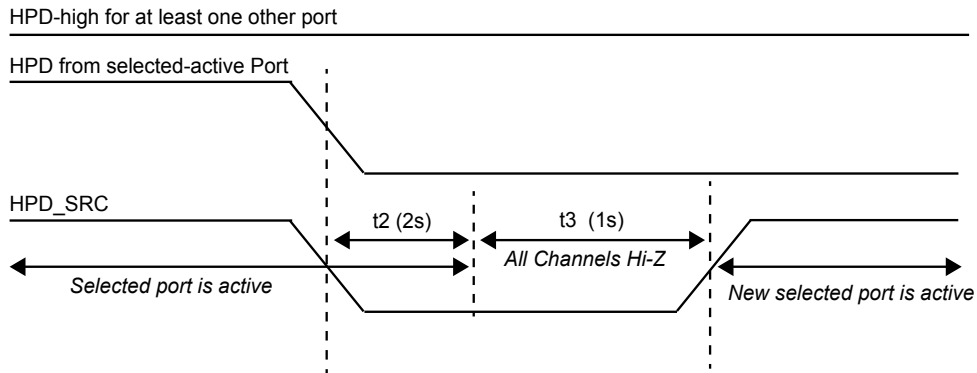 HPD-high for at least one other port
HPD from selected-active Port
HPD_SRC
t2 (2s)
t3 (1s)
All Channels Hi-Z
Selected port is active
New selected port is active